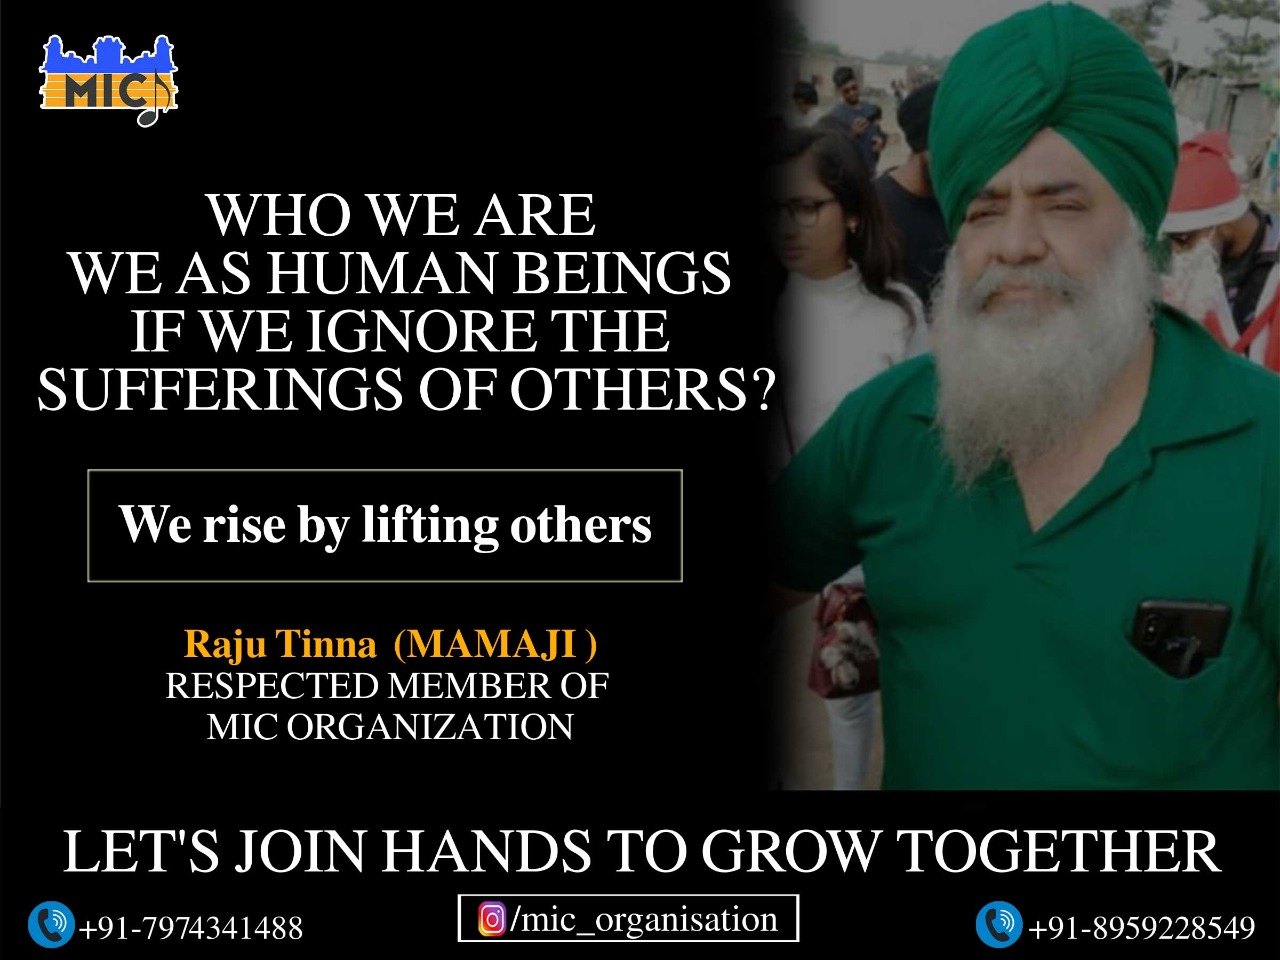 MIC
WHO WE ARE
WE AS HUMAN BEINGS
IF WE IGNORE THE
SUFFERINGS OF OTHERS?
We rise by lifting others
Raju Tinna (MAMAJI )
RESPECTED MEMBER OF
MIC ORGANIZATION
LET'S JOIN HANDS TO GROW TOGETHER
+91-7974341488
/mic_organisation
+91-8959228549